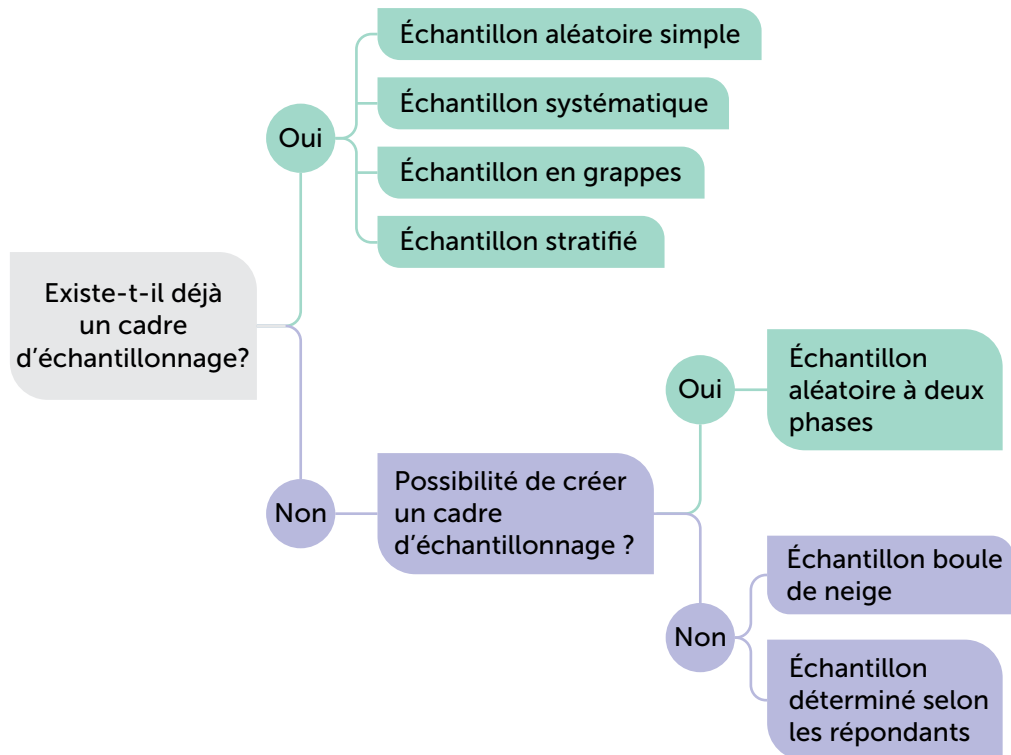 Échantillon aléatoire simple
Échantillon systématique
Oui
Échantillon en grappes
Échantillon stratifié
Existe-t-il déjà
un cadre
d’échantillonnage?
Échantillon
aléatoire à deux
phases
Oui
Non
Possibilité de créer
un cadre
d’échantillonnage ?
Échantillon boule
de neige
Non
Échantillon
déterminé selon
les répondants